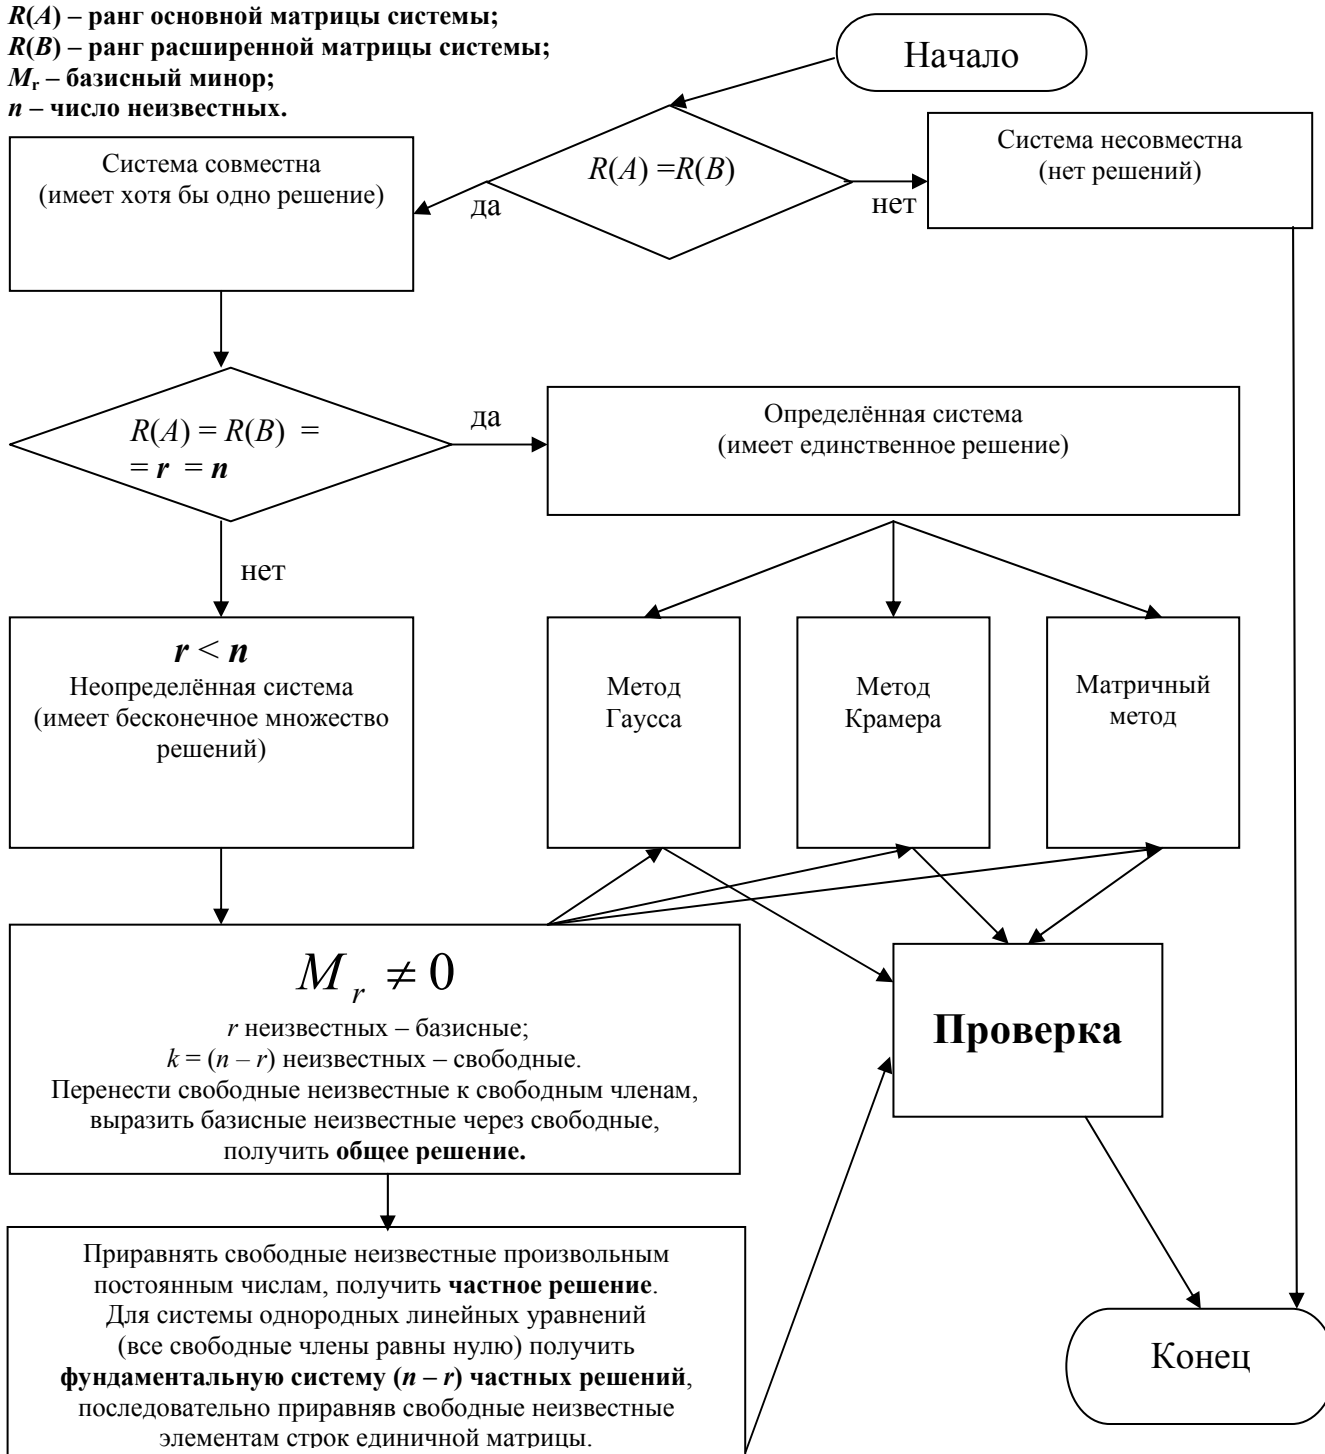 R(A) – ранг основной матрицы системы;
R(B) – ранг расширенной матрицы системы;
Mr – базисный минор;
n – число неизвестных.
Начало
R(A) =R(B)
да
нет
Система совместна
(имеет хотя бы одно решение)
Система несовместна
(нет решений)
R(A) = R(B) =
= r = n
да
нет
Определённая система
(имеет единственное решение)
r < n
Неопределённая система
(имеет бесконечное множество
решений)
Метод
Гаусса
Метод
Крамера
Матричный
метод
M r ≠ 0
r неизвестных – базисные;
k = (n – r) неизвестных – свободные.
Перенести свободные неизвестные к свободным членам,
выразить базисные неизвестные через свободные,
получить общее решение.
Проверка
Приравнять свободные неизвестные произвольным
постоянным числам, получить частное решение.
Для системы однородных линейных уравнений
(все свободные члены равны нулю) получить
фундаментальную систему (n – r) частных решений,
последовательно приравняв свободные неизвестные
элементам строк единичной матрицы.
Конец